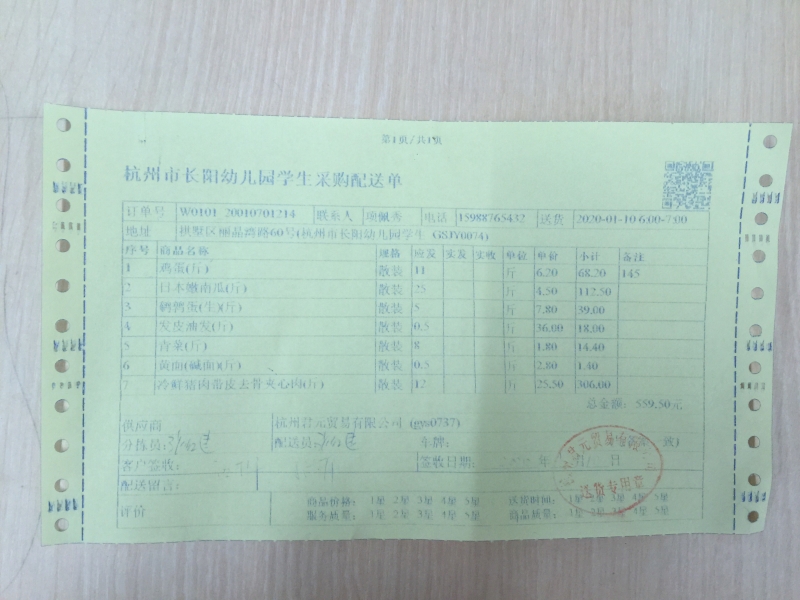 第1页/共1页
杭州市长阳幼儿园学生采购配送单
订单号 W0101_20010701214 联系人 项佩秀 电话 15988765432 送货 2020-01-10 6:00-7:00
地址 拱墅区丽晶湾路60号(杭州市长阳幼儿园学生 GSJY0074)
序号 商品名称 规格 应发 实发 实收 单位 单价 小计 备注
1 鸡蛋(斤) 散装 11 斤 6.20 68.20 145
2 日本嫩南瓜(斤) 散装 25 斤 4.50 112.50
3 鹌鹑蛋(生)(斤) 散装 5 斤 7.80 39.00
4 发皮油发(斤) 散装 0.5 斤 36.00 18.00
5 青菜(斤) 散装 8 斤 1.80 14.40
6 黄面(碱面)(斤) 散装 0.5 斤 2.80 1.40
7 冷鲜猪肉带皮去骨夹心肉(斤) 散装 12 斤 25.50 306.00
总金额: 559.50元
供应商 杭州君元贸易有限公司 (gys0737)
分拣员: 配送员: 车牌:
客户签收: 签收日期: 年 月 日
配送留言:
评价 商品价格: 1星 2星 3星 4星 5星 送货时间: 1星 2星 3星 4星 5星
服务质量: 1星 2星 3星 4星 5星 商品质量: 1星 2星 3星 4星 5星